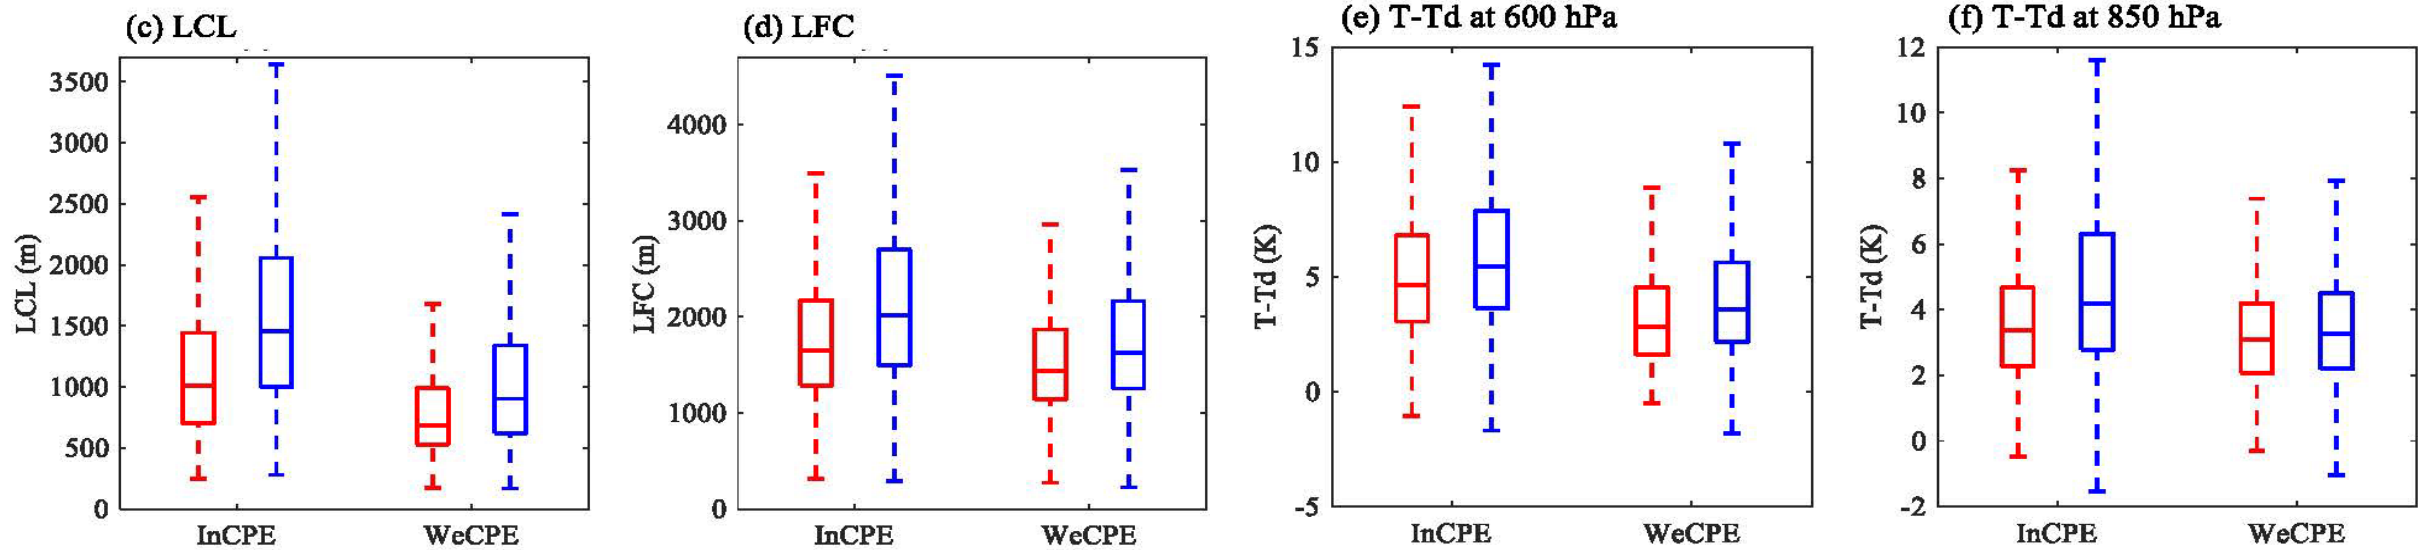 (c) LCL
LCL (m)
3500
3000
2500
2000
1500
1000
500
0
InCPE WeCPE
(d) LFC
LFC (m)
4000
3000
2000
1000
0
InCPE WeCPE
(e) T-Td at 600 hPa
T-Td (K)
15
10
5
0
-5
InCPE WeCPE
(f) T-Td at 850 hPa
T-Td (K)
12
10
8
6
4
2
0
-2
InCPE WeCPE